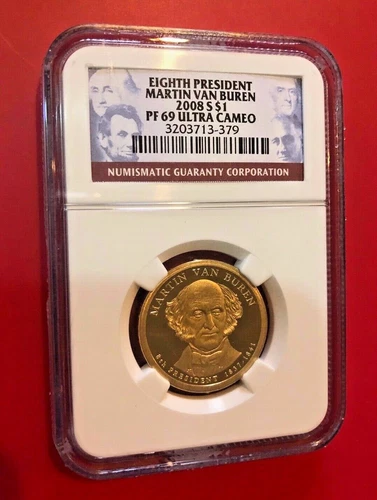 EIGHTH PRESIDENT
MARTIN VAN BUREN
2008 S $1
PF 69 ULTRA CAMEO
3203713-379
NUMISMATIC GUARANTY CORPORATION
MARTIN VAN BUREN
8th PRESIDENT 1837-1841